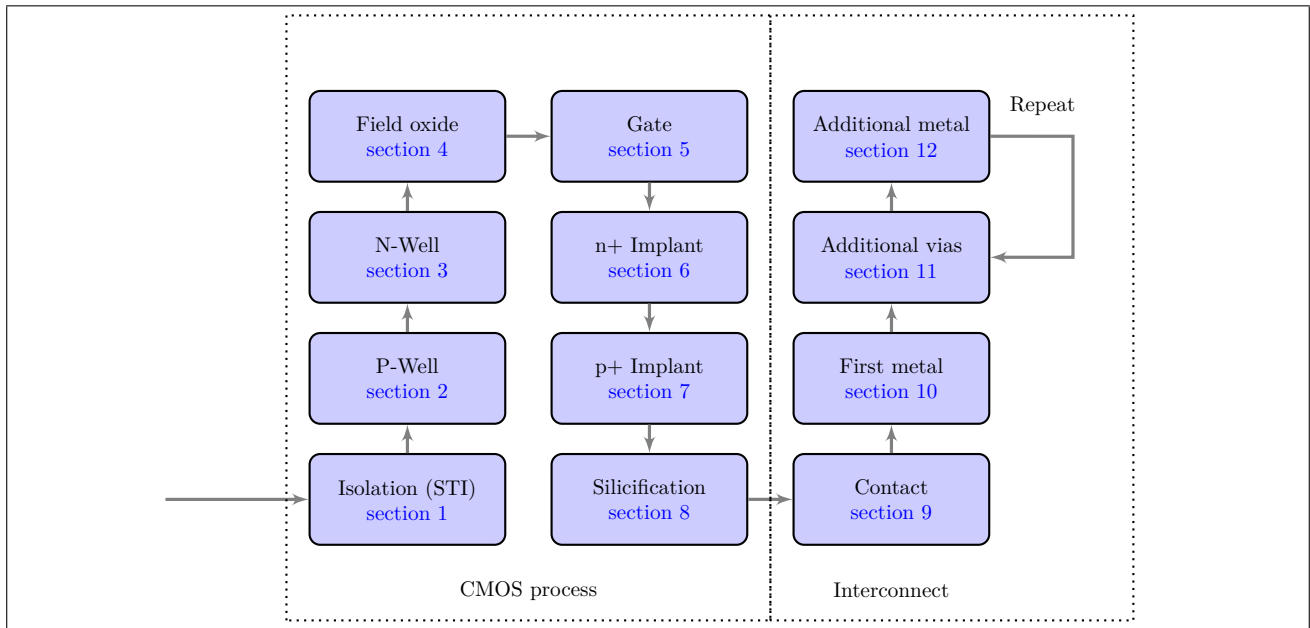 Field oxide
section 4
Gate
section 5
Additional metal
section 12
Repeat
N-Well
section 3
n+ Implant
section 6
Additional vias
section 11
P-Well
section 2
p+ Implant
section 7
First metal
section 10
Isolation (STI)
section 1
Silicification
section 8
Contact
section 9
CMOS process
Interconnect